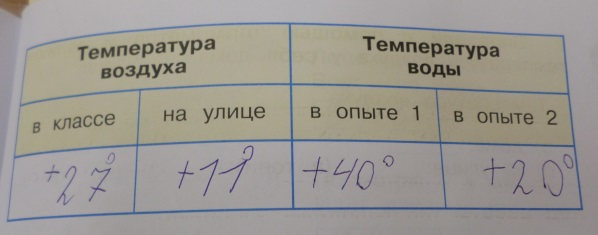 Температура воздуха Температура воды
в классе на улице в опыте 1 в опыте 2
+27° +11° +40° +20°